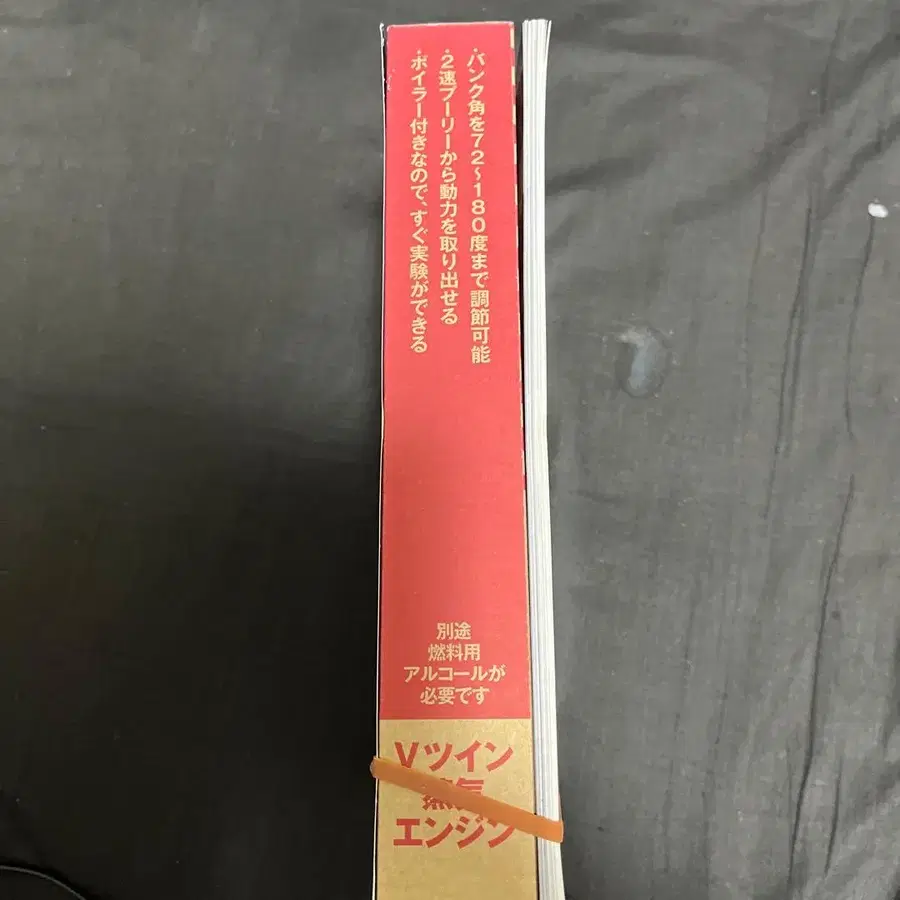 ・バンク角を72～180度まで調節可能
・2速プーリーから動力を取り出せる
・ボイラー付きなので、すぐ実験ができる
別途
燃料用
アルコールが
必要です
Vツイン
蒸気
エンジン